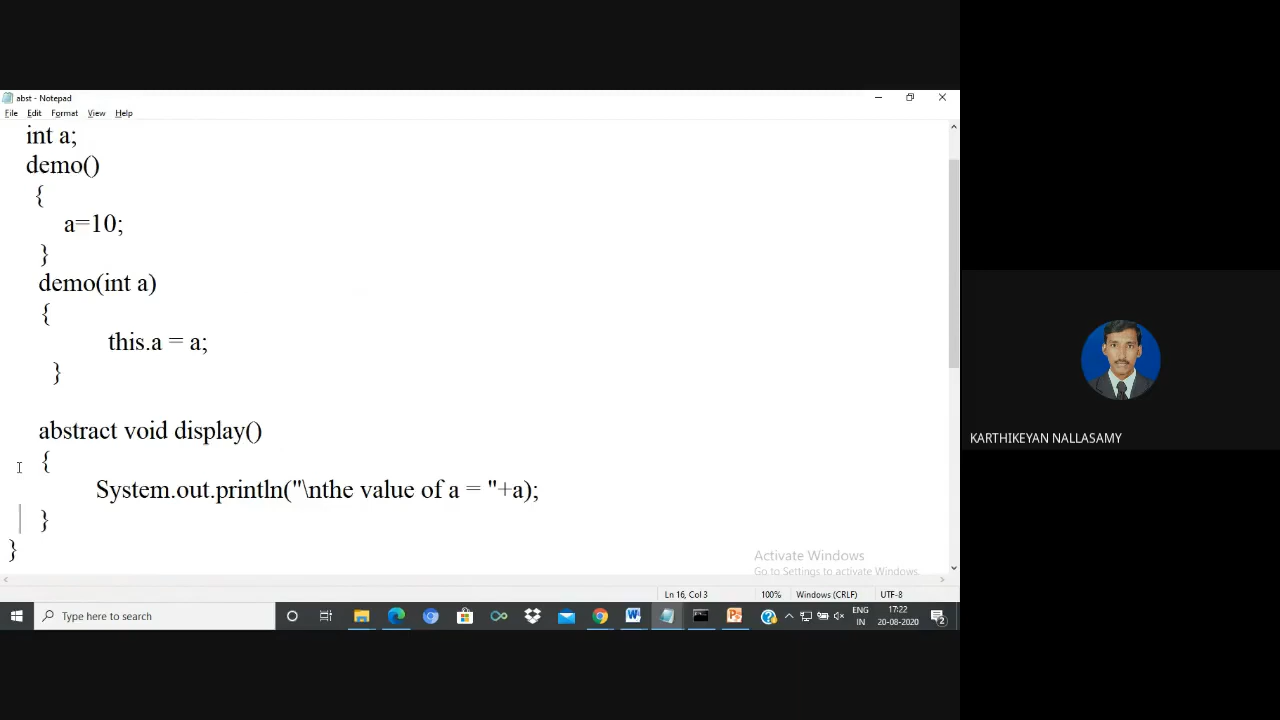 abst - Notepad
File Edit Format View Help
int a;
demo()
{
a=10;
}
demo(int a)
{
this.a = a;
}
abstract void display()
{
System.out.println("\nthe value of a = "+a);
}
}
KARTHIKEYAN NALLASAMY
Activate Windows
Go to Settings to activate Windows.
Ln 16, Col 3 100% Windows (CRLF) UTF-8
Type here to search
ENG
IN
17:22
20-08-2020
2